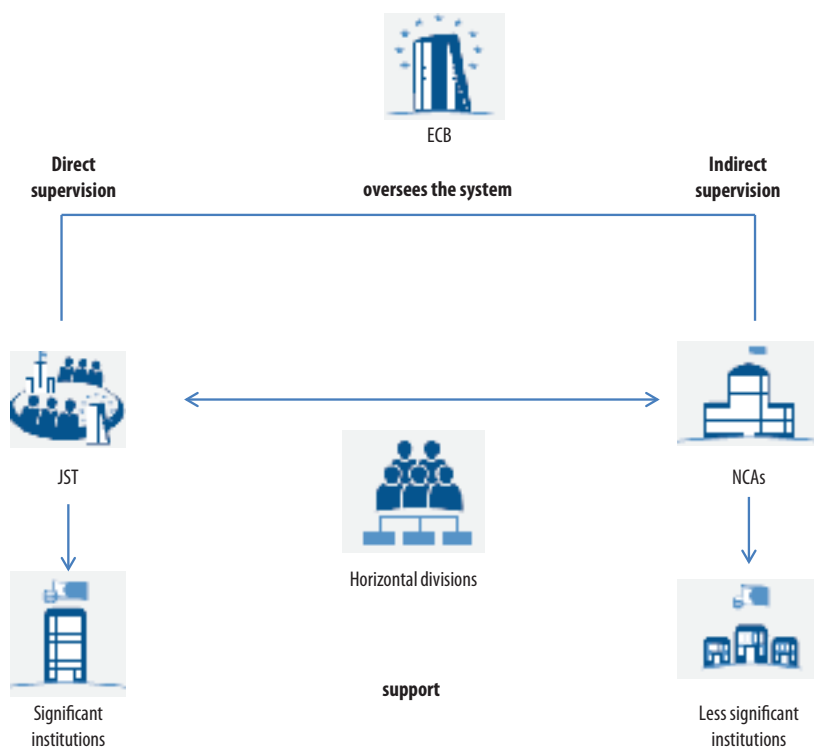 ECB
Direct
supervision
oversees the system
Indirect
supervision
JST
NCAs
Horizontal divisions
support
Significant
institutions
Less significant
institutions